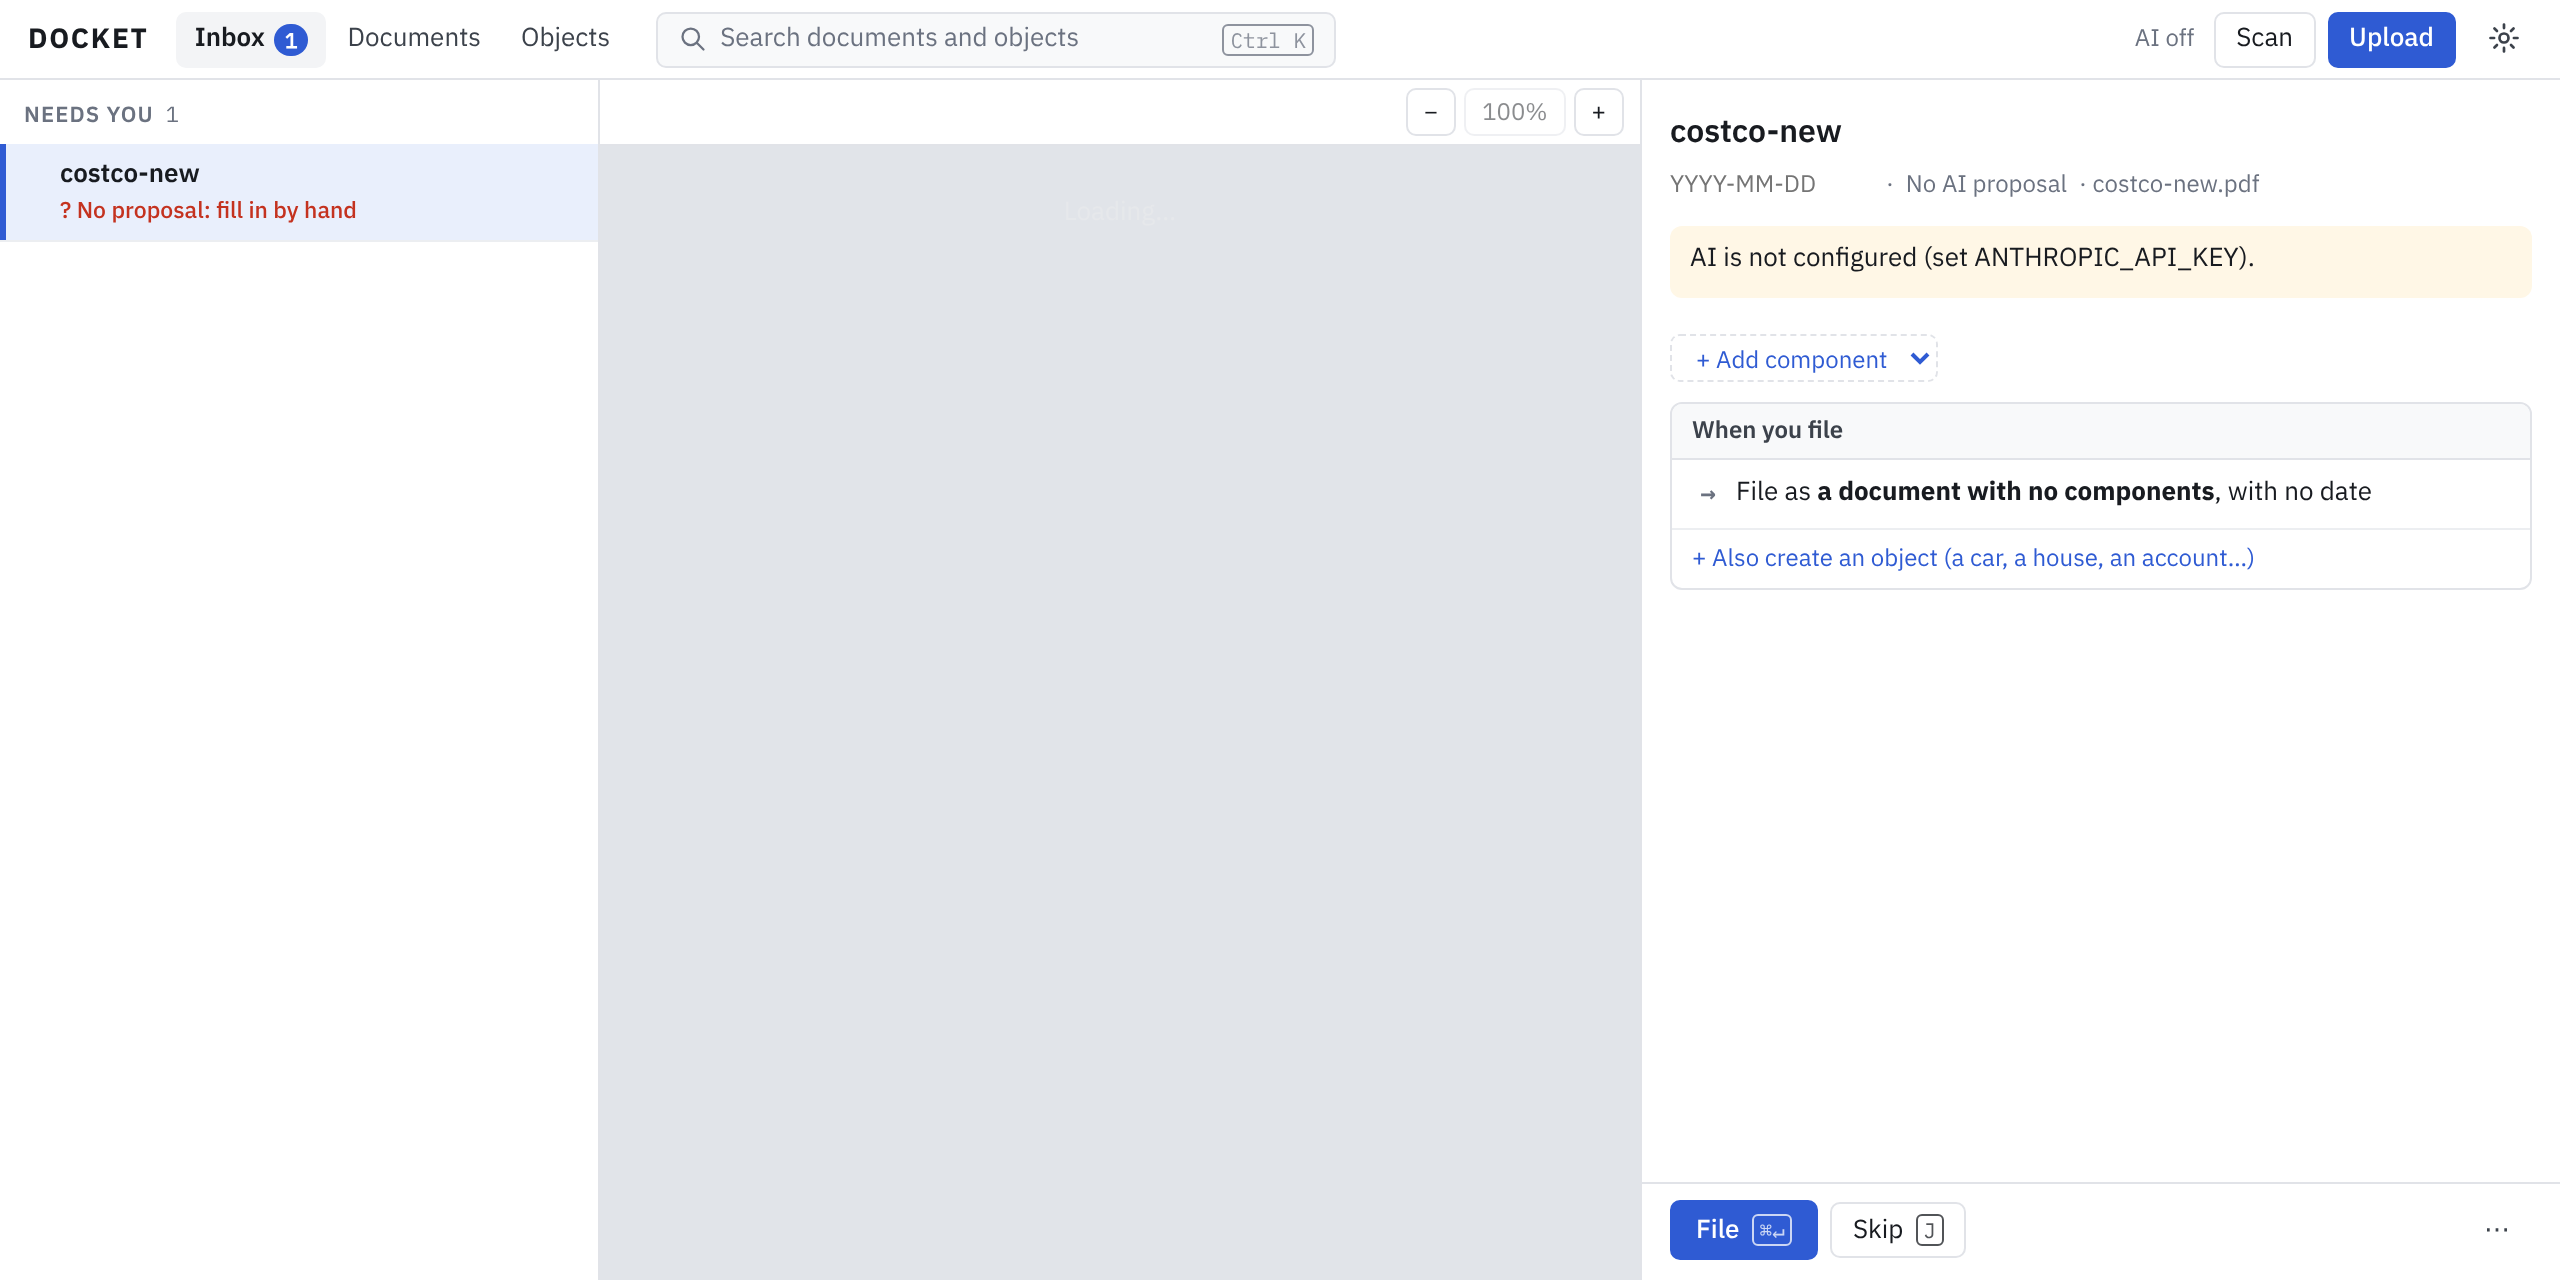 DOCKET Inbox 1 Documents Objects Search documents and objects Ctrl K AI off Scan Upload
NEEDS YOU 1
costco-new
? No proposal: fill in by hand
− 100% +
Loading…
costco-new
YYYY-MM-DD · No AI proposal · costco-new.pdf
AI is not configured (set ANTHROPIC_API_KEY).
+ Add component
When you file
→ File as a document with no components, with no date
+ Also create an object (a car, a house, an account…)
File ⌘↵ Skip J ⋯